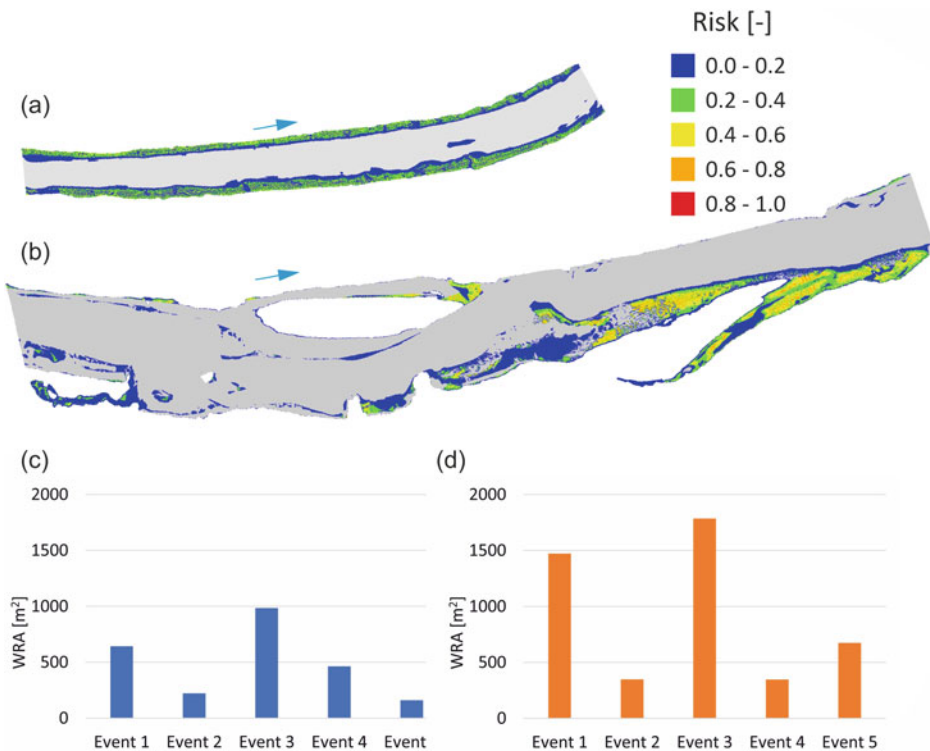 Risk [-]
0.0 - 0.2
0.2 - 0.4
0.4 - 0.6
0.6 - 0.8
0.8 - 1.0
(a)
(b)
(c)
(d)
2000
1500
1000
500
0
WRA [m²]
Event 1 Event 2 Event 3 Event 4 Event
2000
1500
1000
500
0
WRA [m²]
Event 1 Event 2 Event 3 Event 4 Event 5